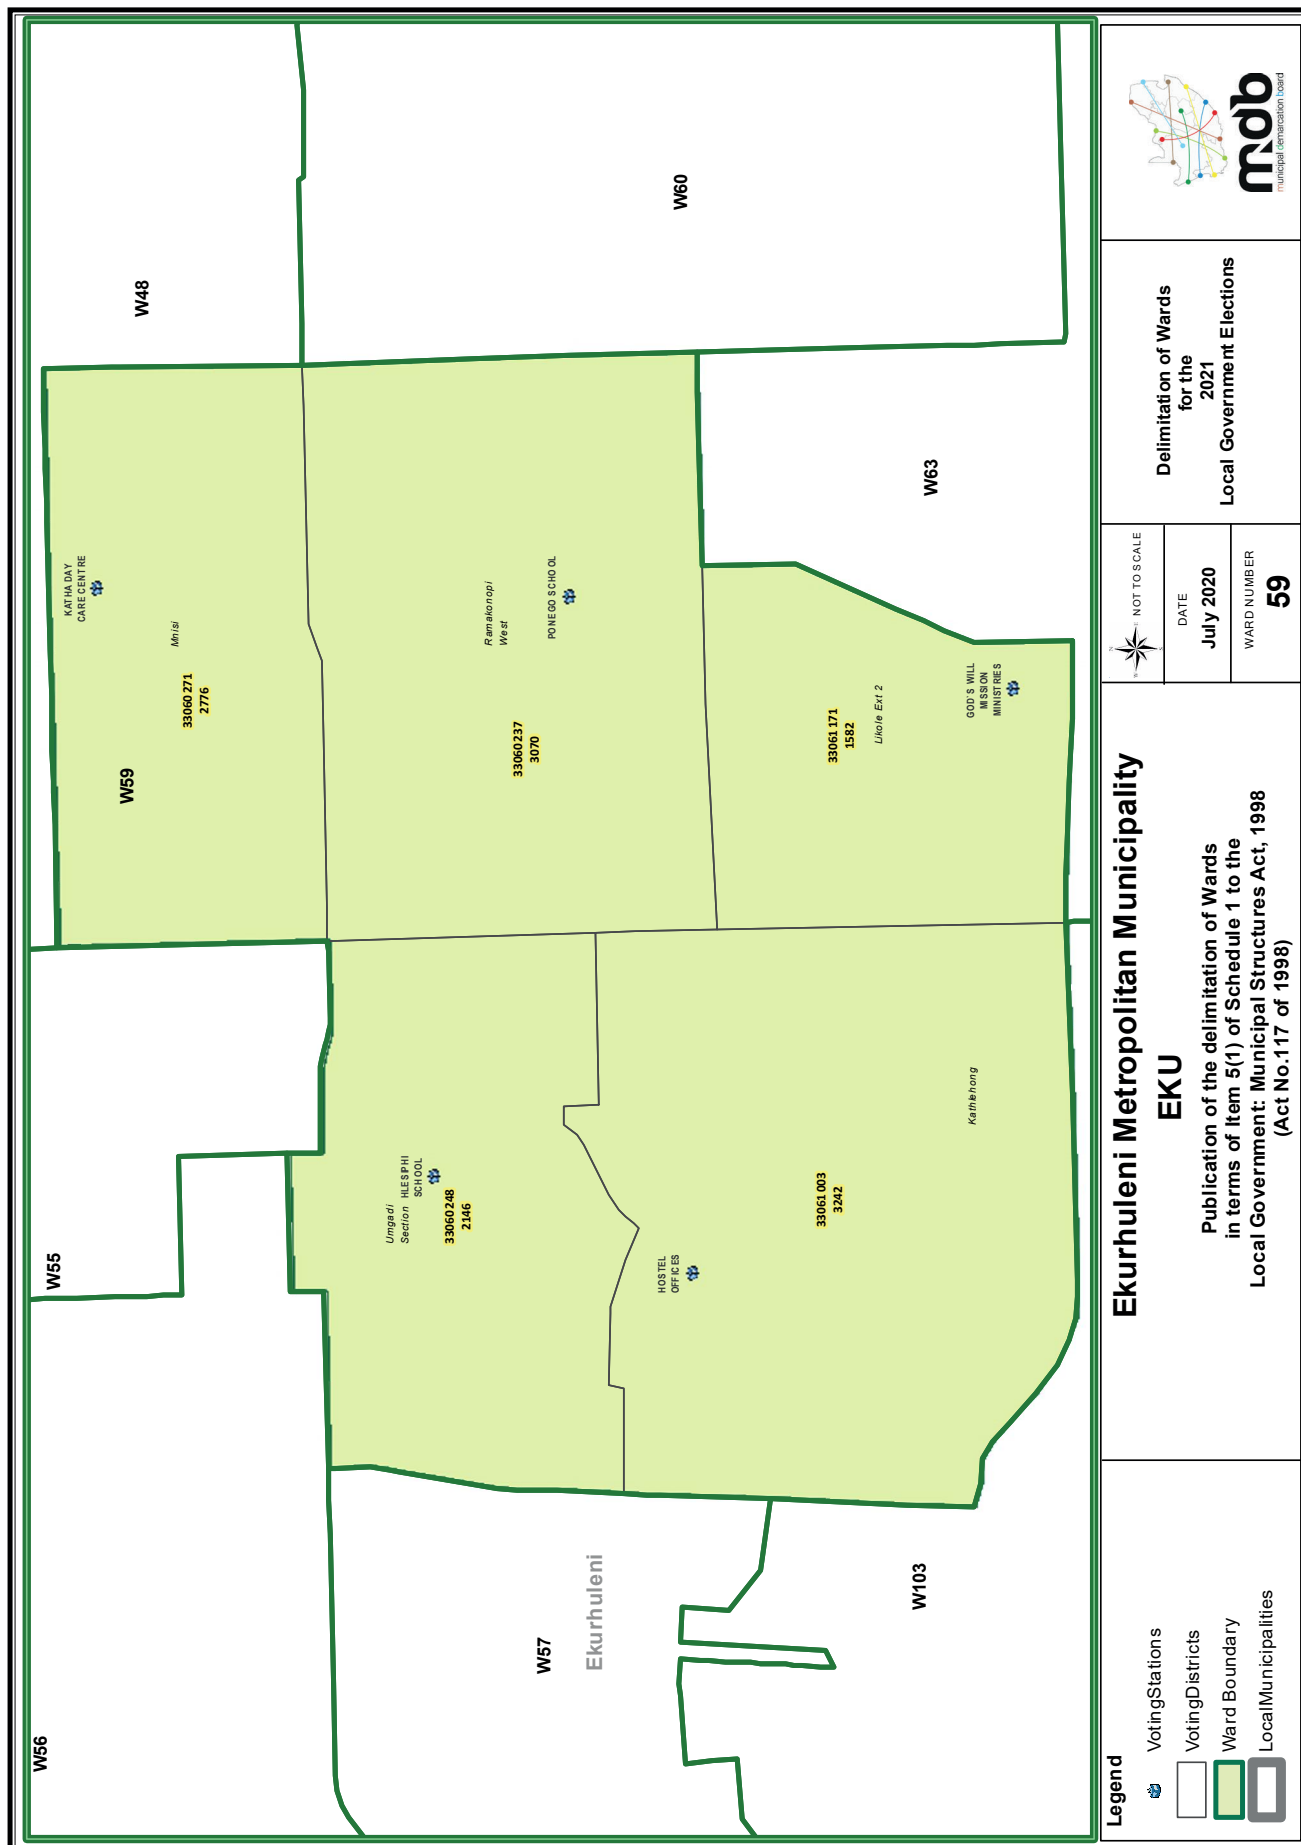 W56
W55
W48
W59
W60
W57
W63
W103
Ekurhuleni
KATHA DAY
CARE CENTRE
Mnisi
33060271
2776
Ramakonopi
West
PONEGO SCHOOL
33060237
3070
Umgadi
Section
HLESIPHI
SCHOOL
33060248
2146
HOSTEL
OFFICES
33061003
3242
Kathlehong
33061171
1582
Likole Ext 2
GOD'S WILL
MISSION
MINISTRIES
Legend
VotingStations
VotingDistricts
Ward Boundary
LocalMunicipalities
Ekurhuleni Metropolitan Municipality
EKU
Publication of the delimitation of Wards
in terms of Item 5(1) of Schedule 1 to the
Local Government: Municipal Structures Act, 1998
(Act No.117 of 1998)
N
W
E
S
NOT TO SCALE
DATE
July 2020
WARD NUMBER
59
Delimitation of Wards
for the
2021
Local Government Elections
mdb
municipal demarcation board